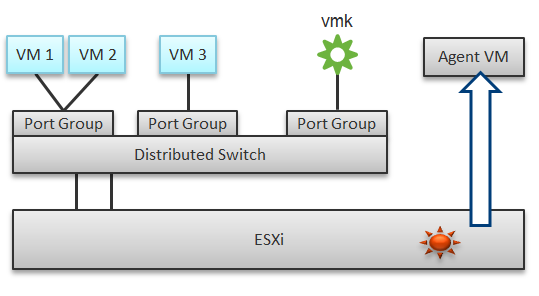 vmk
VM 1
VM 2
VM 3
Agent VM
Port Group
Port Group
Port Group
Distributed Switch
ESXi